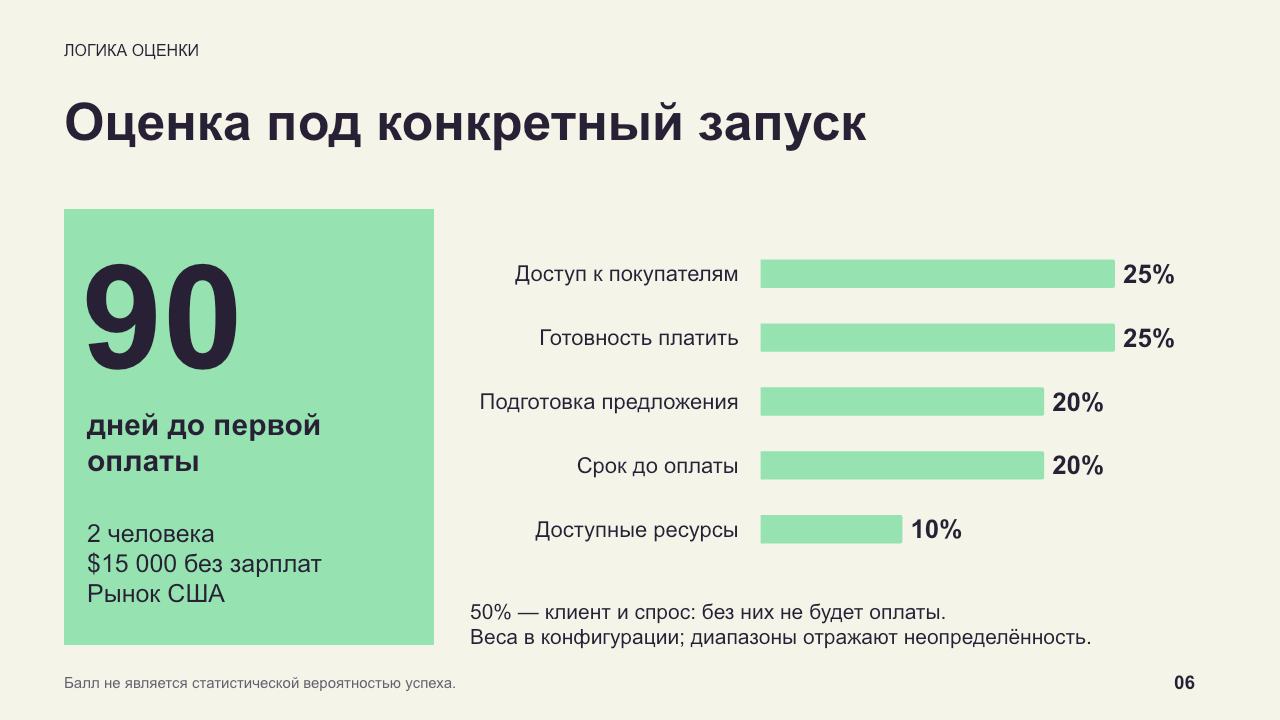 ЛОГИКА ОЦЕНКИ
Оценка под конкретный запуск
90
дней до первой
оплаты
2 человека
$15 000 без зарплат
Рынок США
Доступ к покупателям 25%
Готовность платить 25%
Подготовка предложения 20%
Срок до оплаты 20%
Доступные ресурсы 10%
50% — клиент и спрос: без них не будет оплаты.
Веса в конфигурации; диапазоны отражают неопределённость.
Балл не является статистической вероятностью успеха.
06